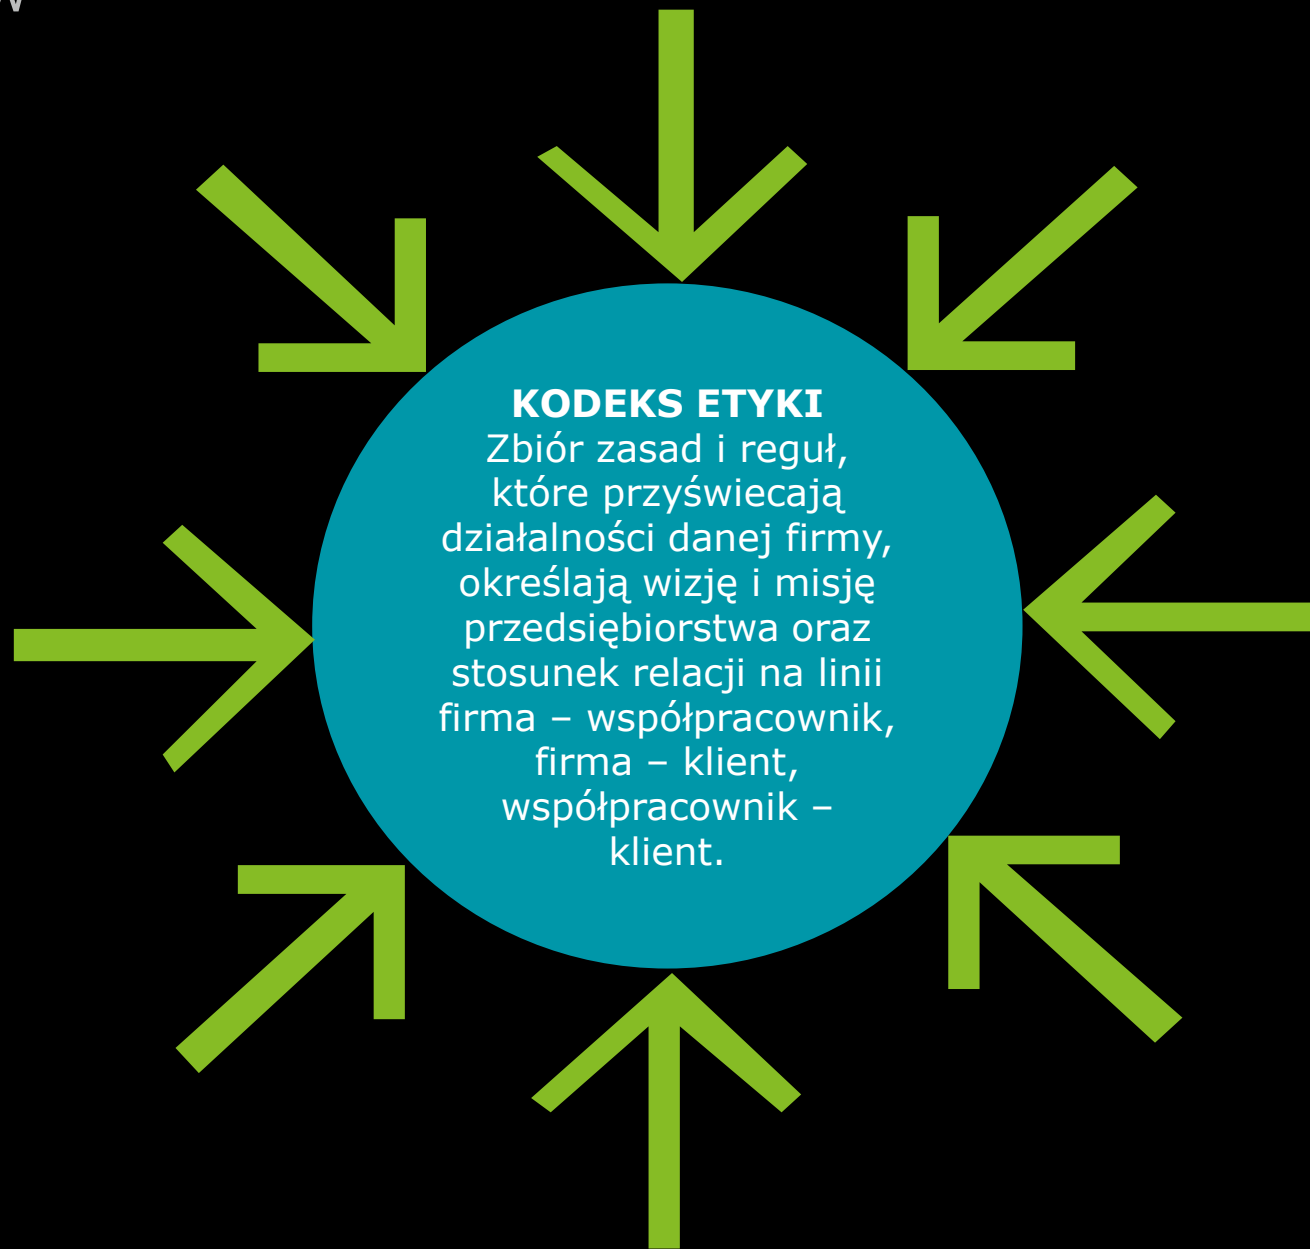 KODEKS ETYKI
Zbiór zasad i reguł,
które przyświecają
działalności danej firmy,
określają wizję i misję
przedsiębiorstwa oraz
stosunek relacji na linii
firma – współpracownik,
firma – klient,
współpracownik –
klient.